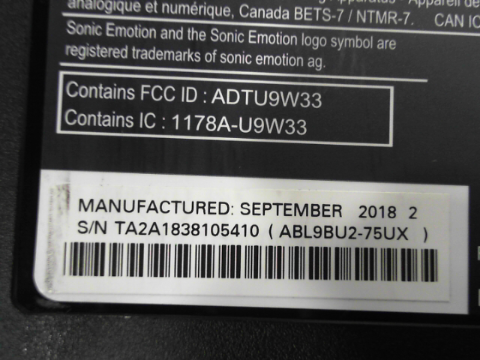 analogique et numérique, Canada BETS-7 / NTMR-7. CAN IC
Sonic Emotion and the Sonic Emotion logo symbol are
registered trademarks of sonic emotion ag.
Contains FCC ID : ADTU9W33
Contains IC : 1178A-U9W33
MANUFACTURED: SEPTEMBER 2018 2
S/N TA2A1838105410 ( ABL9BU2-75UX )